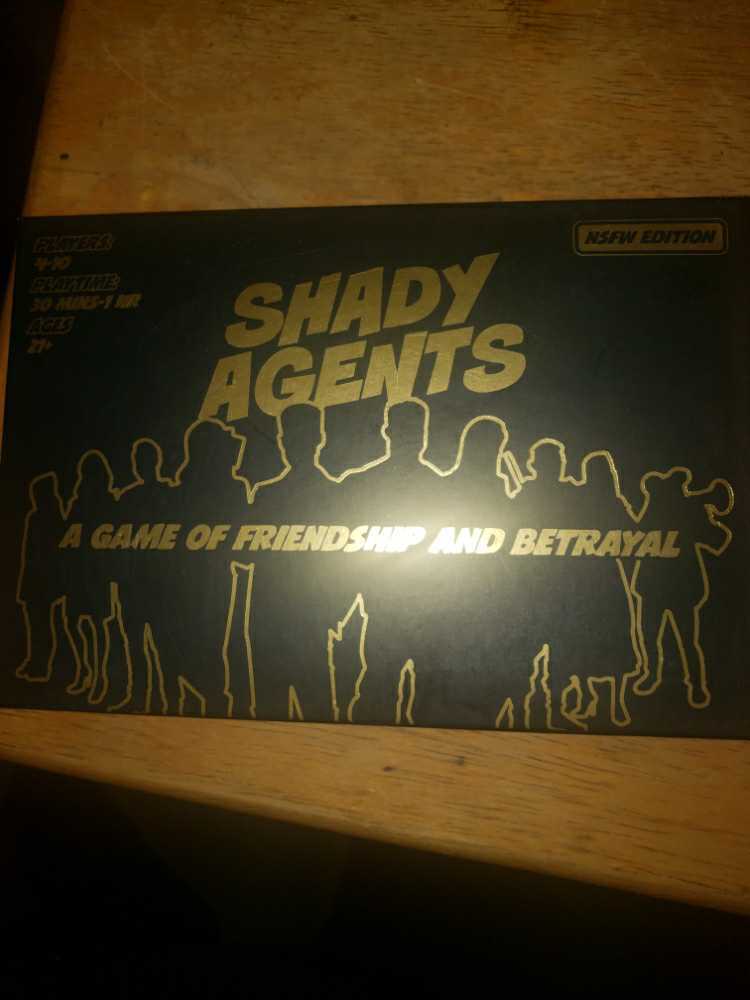 PLAYERS:
4-10
PLAYTIME:
30 MINS-1 HR
AGES
21+
NSFW EDITION
SHADY
AGENTS
A GAME OF FRIENDSHIP AND BETRAYAL